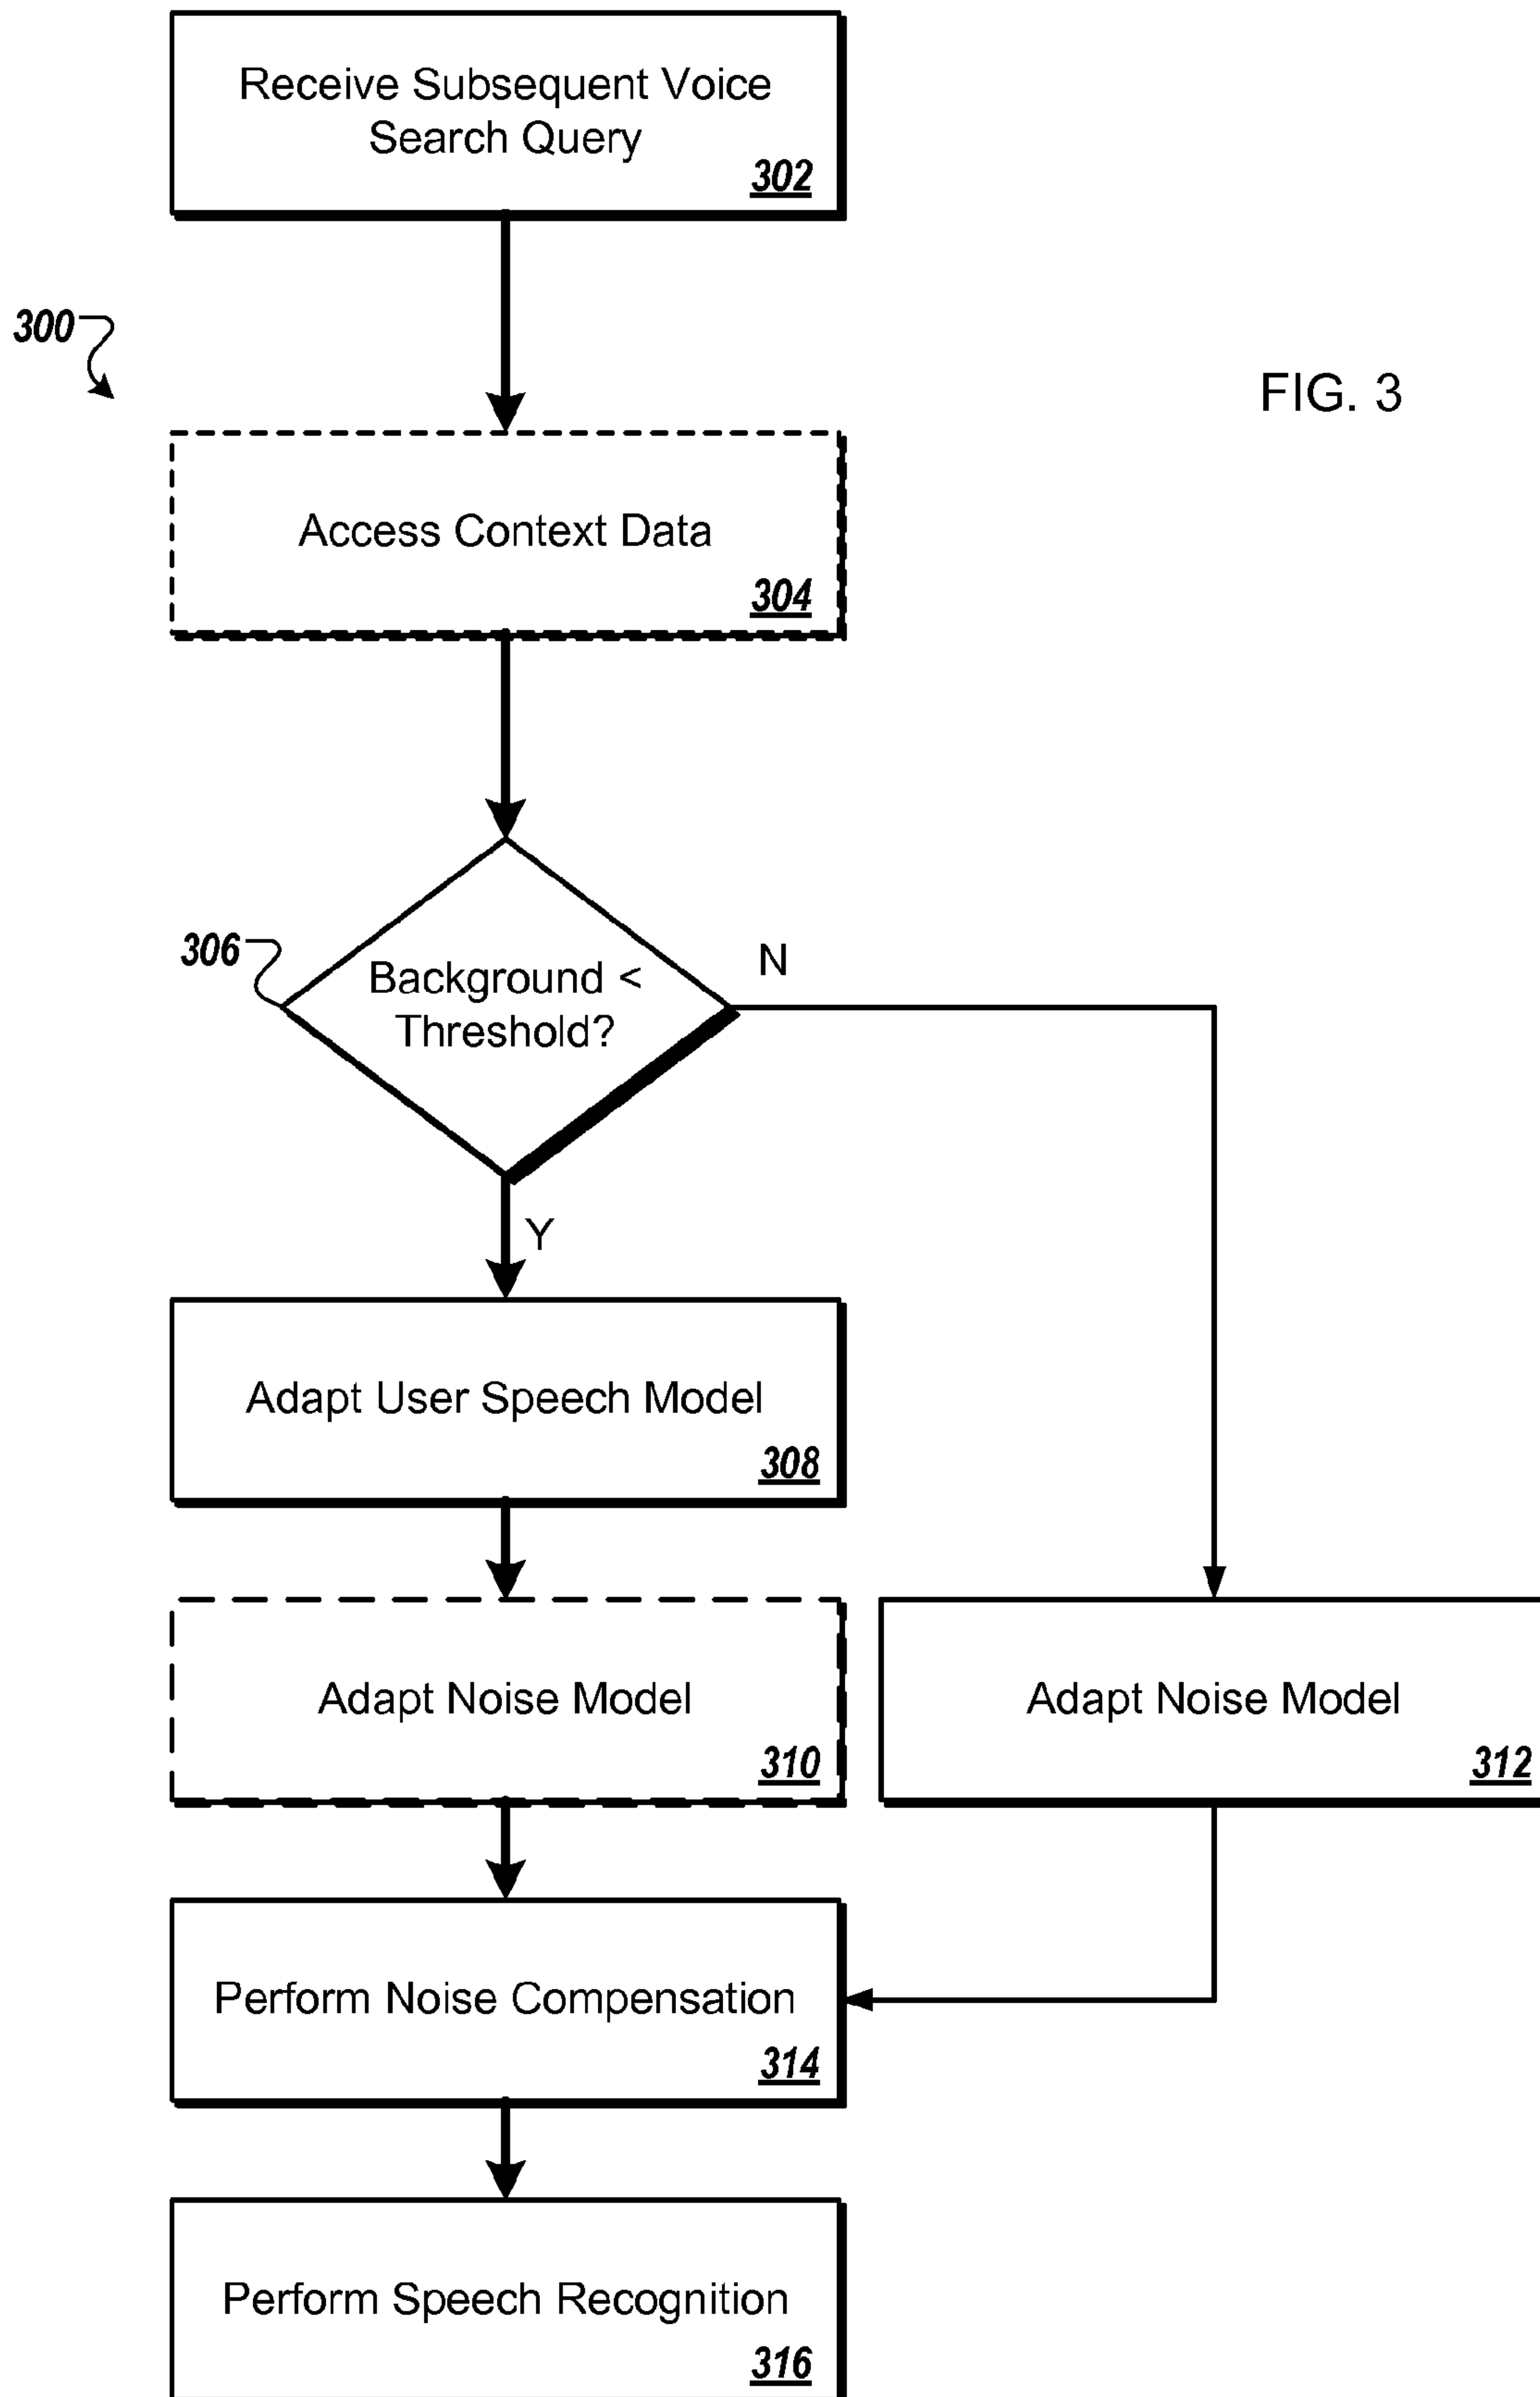 Receive Subsequent Voice
Search Query
302
300
FIG. 3
Access Context Data
304
306
Background <
Threshold?
N
Y
Adapt User Speech Model
308
Adapt Noise Model
310
Adapt Noise Model
312
Perform Noise Compensation
314
Perform Speech Recognition
316